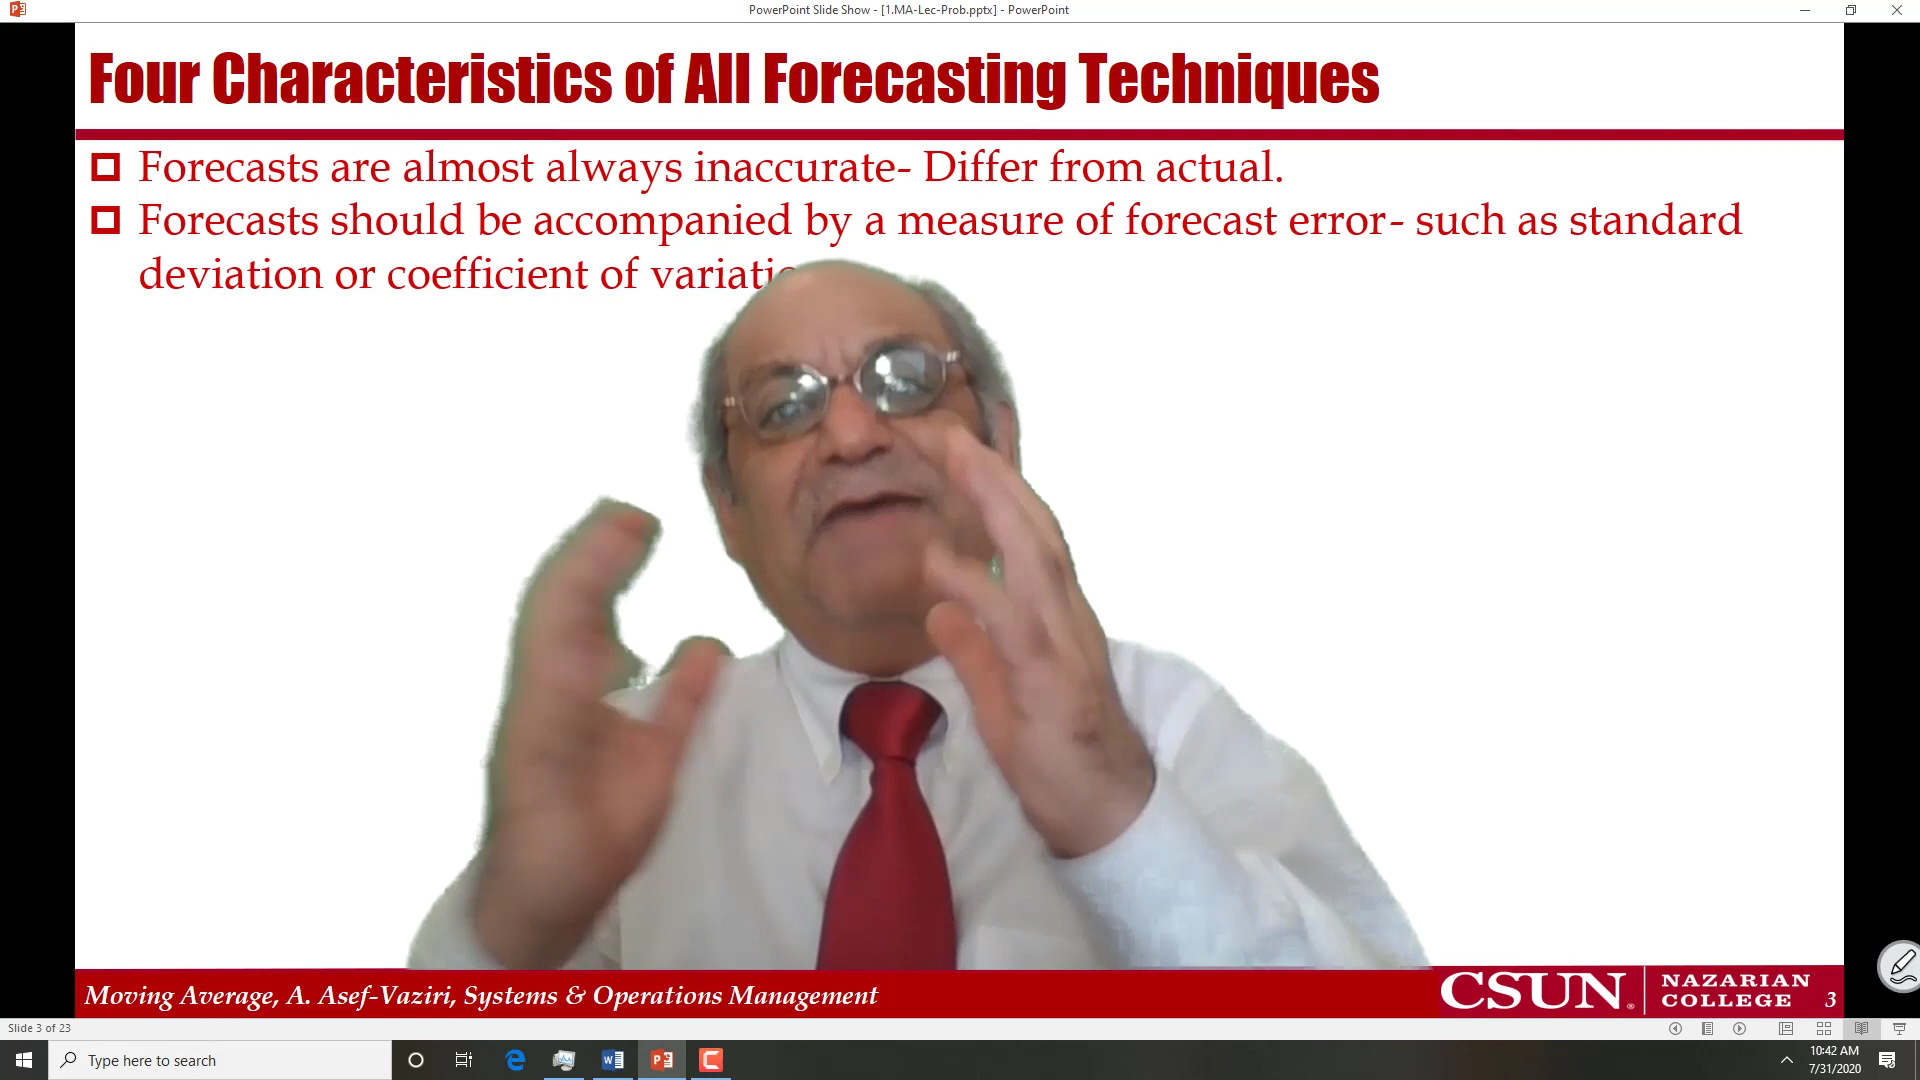 PowerPoint Slide Show - [1.MA-Lec-Prob.pptx] - PowerPoint
Four Characteristics of All Forecasting Techniques
Forecasts are almost always inaccurate- Differ from actual.
Forecasts should be accompanied by a measure of forecast error- such as standard
deviation or coefficient of
Moving Average, A. Asef-Vaziri, Systems & Operations Management
CSUN® NAZARIAN
COLLEGE
3
Slide 3 of 23
Type here to search
10:42 AM
7/31/2020